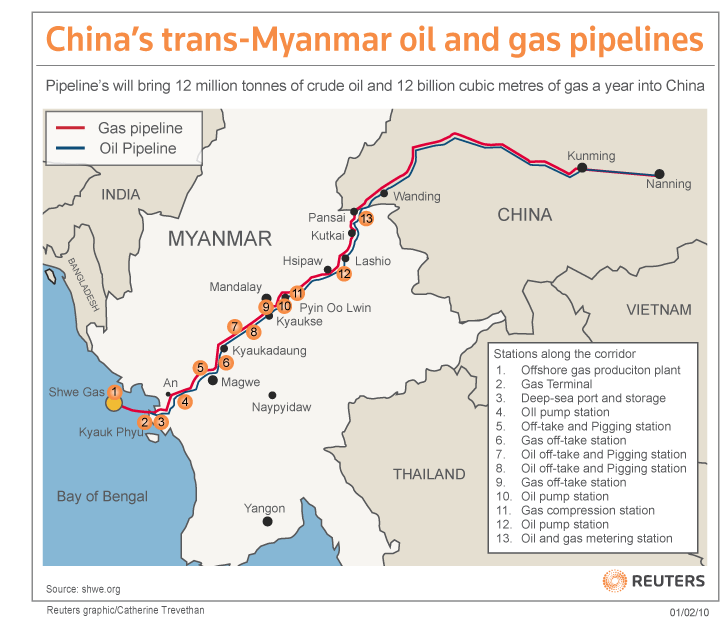 China's trans-Myanmar oil and gas pipelines
Pipeline's will bring 12 million tonnes of crude oil and 12 billion cubic metres of gas a year into China
Gas pipeline
Oil Pipeline
INDIA
BANGLADESH
MYANMAR
CHINA
VIETNAM
THAILAND
Bay of Bengal
Kunming
Nanning
Wanding
Pansai
13
Kutkai
Hsipaw
Lashio
12
Mandalay
11
9
10
Pyin Oo Lwin
Kyaukse
7
8
Kyaukadaung
5
6
Magwe
An
4
Shwe Gas
1
Kyauk Phyu
2
3
Naypyidaw
Yangon
Stations along the corridor
1. Offshore gas produciton plant
2. Gas Terminal
3. Deep-sea port and storage
4. OIl pump station
5. Off-take and Pigging station
6. Gas off-take station
7. Oil off-take and Pigging station
8. Oil off-take and Pigging station
9. Gas off-take station
10. Oil pump station
11. Gas compression station
12. Oil pump station
13. Oil and gas metering station
Source: shwe.org
REUTERS
Reuters graphic/Catherine Trevethan
01/02/10